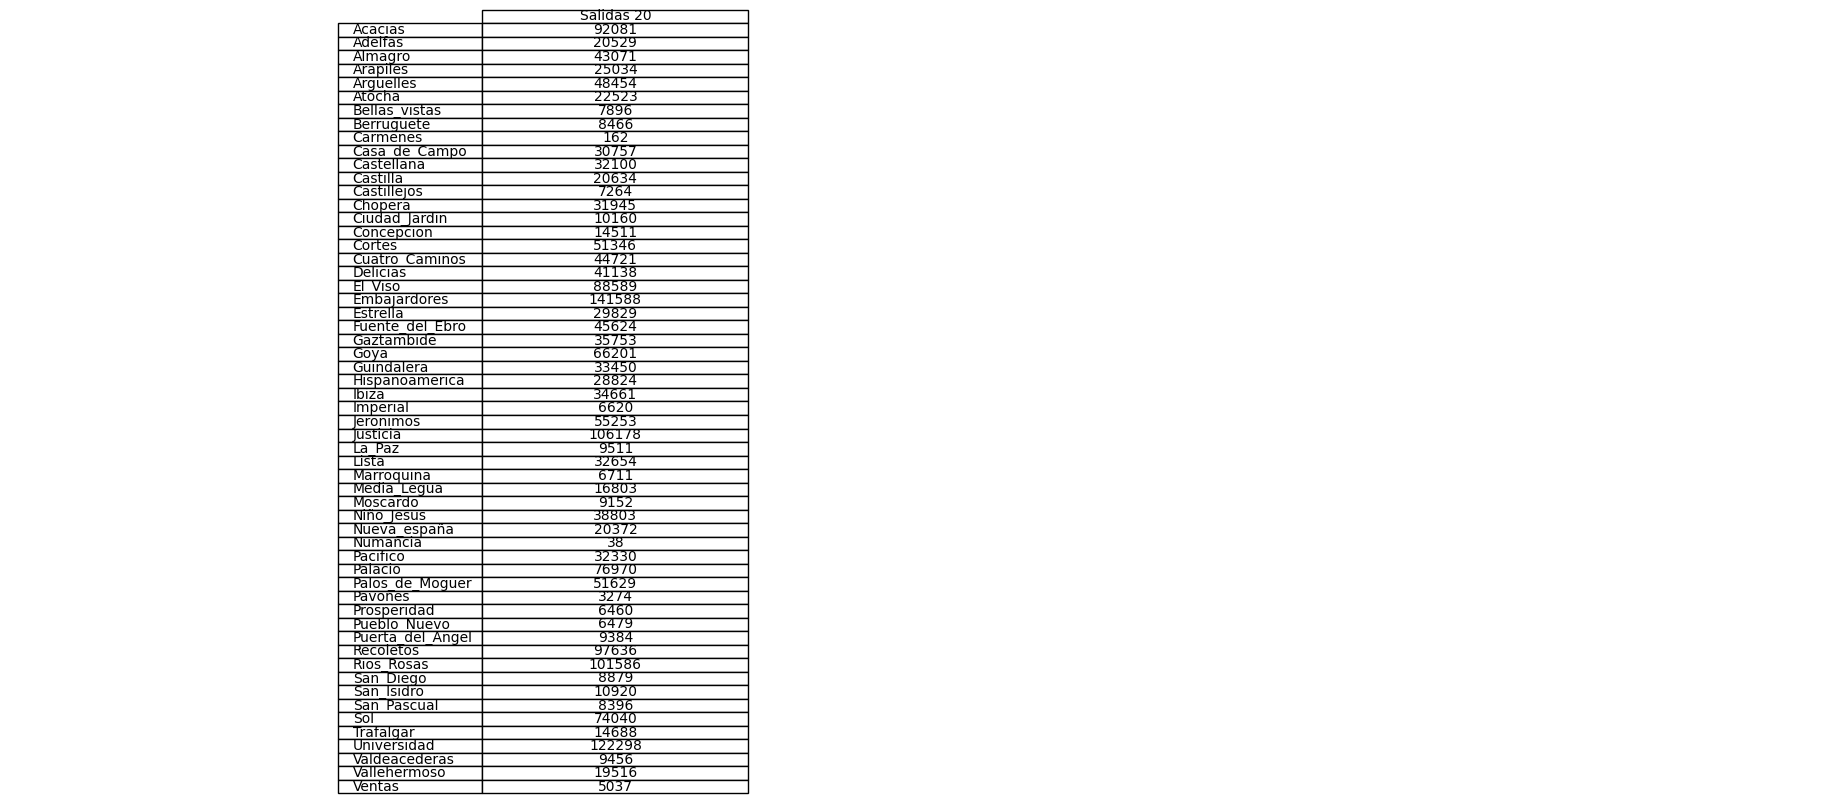 Salidas 20
Acacias 92081
Adelfas 20529
Almagro 43071
Arapiles 25034
Arguelles 48454
Atocha 22523
Bellas_vistas 7896
Berruguete 8466
Carmenes 162
Casa_de_Campo 30757
Castellana 32100
Castilla 20634
Castillejos 7264
Chopera 31945
Ciudad_Jardin 10160
Concepcion 14511
Cortes 51346
Cuatro_Caminos 44721
Delicias 41138
El_Viso 88589
Embajardores 141588
Estrella 29829
Fuente_del_Ebro 45624
Gaztambide 35753
Goya 66201
Guindalera 33450
Hispanoamerica 28824
Ibiza 34661
Imperial 6620
Jeronimos 55253
Justicia 106178
La_Paz 9511
Lista 32654
Marroquina 6711
Media_Legua 16803
Moscardo 9152
Niño_Jesus 38803
Nueva_españa 20372
Numancia 38
Pacifico 32330
Palacio 76970
Palos_de_Moguer 51629
Pavones 3274
Prosperidad 6460
Pueblo_Nuevo 6479
Puerta_del_Angel 9384
Recoletos 97636
Rios_Rosas 101586
San_Diego 8879
San_Isidro 10920
San_Pascual 8396
Sol 74040
Trafalgar 14688
Universidad 122298
Valdeacederas 9456
Vallehermoso 19516
Ventas 5037